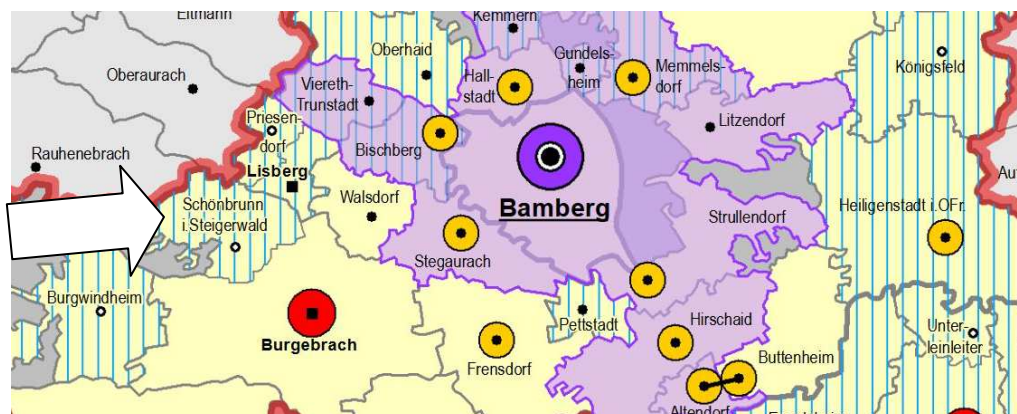 Eltmann
Kemmern
Oberhaid
Gundels-
heim
Memmels-
dorf
Königsfeld
Oberaurach
Viereth-
Trunstadt
Hall-
stadt
Litzendorf
Priesen-
dorf
Bischberg
Rauhenebrach
Lisberg
Walsdorf
Bamberg
Schönbrunn
i.Steigerwald
Strullendorf
Heiligenstadt i.OFr.
Stegaurach
Burgwindheim
Pettstadt
Hirschaid
Unter-
leinleiter
Burgebrach
Frensdorf
Buttenheim
Altendorf